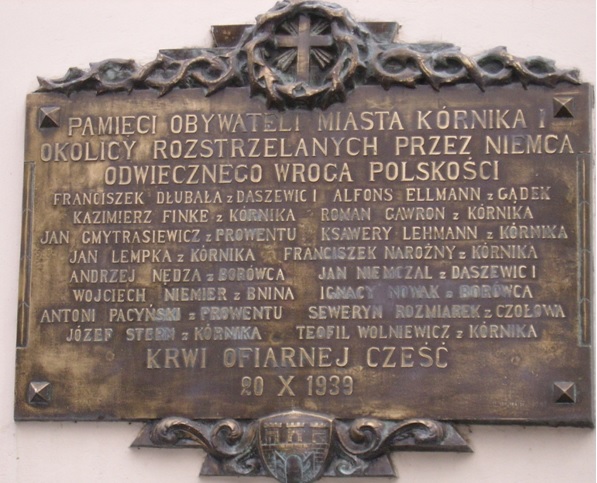 PAMIĘCI OBYWATELI MIASTA KÓRNIKA I
OKOLICY ROZSTRZELANYCH PRZEZ NIEMCA
ODWIECZNEGO WROGA POLSKOŚCI
FRANCISZEK DŁUBAŁA Z DASZEWIC I ALFONS ELLMANN Z GĄDEK
KAZIMIERZ FINKE Z KÓRNIKA ROMAN GAWRON Z KÓRNIKA
JAN GMYTRASIEWICZ Z PROWENTU KSAWERY LEHMANN Z KÓRNIKA
JAN LEMPKA Z KÓRNIKA FRANCISZEK NAROŻNY Z KÓRNIKA
ANDRZEJ NĘDZA Z BORÓWCA JAN NIEMCZAL Z DASZEWIC I
WOJCIECH NIEMIER Z BNINA IGNACY NOWAK Z BORÓWCA
ANTONI PACYŃSKI Z PROWENTU SEWERYN ROZMIAREK Z CZOŁOWA
JÓZEF STERN Z KÓRNIKA TEOFIL WOLNIEWICZ Z KÓRNIKA
KRWI OFIARNEJ CZEŚĆ
20 X 1939